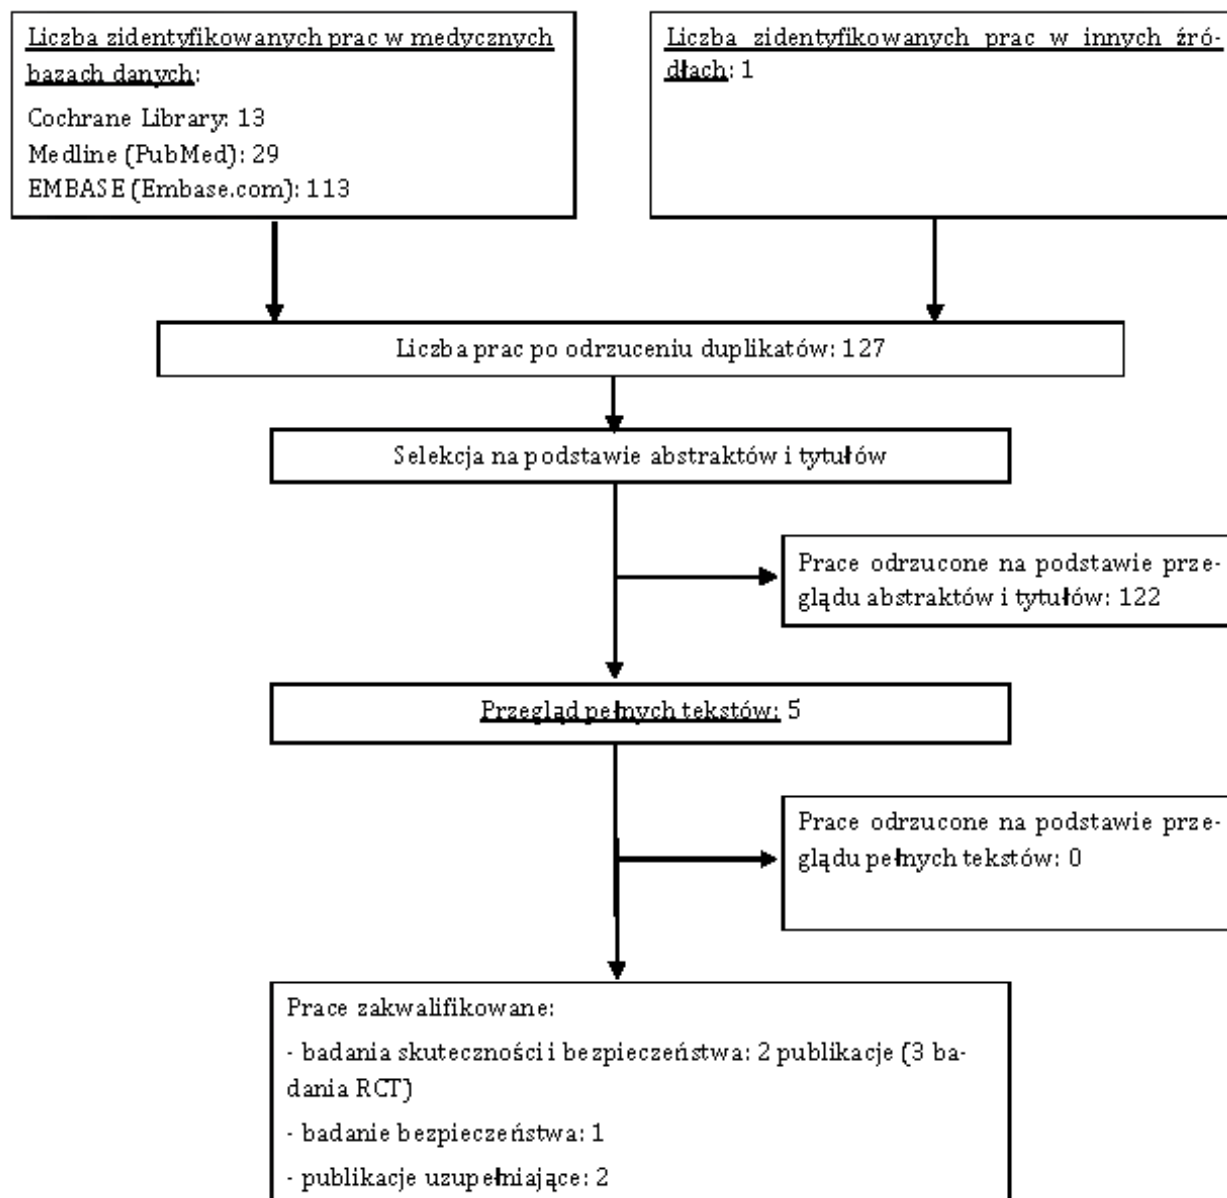 Liczba zidentyfikowanych prac w medycznych
bazach danych:
Cochrane Library: 13
Medline (PubMed): 29
EMBASE (Embase.com): 113
Liczba zidentyfikowanych prac w innych źró-
dłach: 1
Liczba prac po odrzuceniu duplikatów: 127
Selekcja na podstawie abstraktów i tytułów
Prace odrzucone na podstawie prze-
glądu abstraktów i tytułów: 122
Przegląd pełnych tekstów: 5
Prace odrzucone na podstawie prze-
glądu pełnych tekstów: 0
Prace zakwalifikowane:
- badania skuteczności i bezpieczeństwa: 2 publikacje (3 ba-
dania RCT)
- badanie bezpieczeństwa: 1
- publikacje uzupełniające: 2